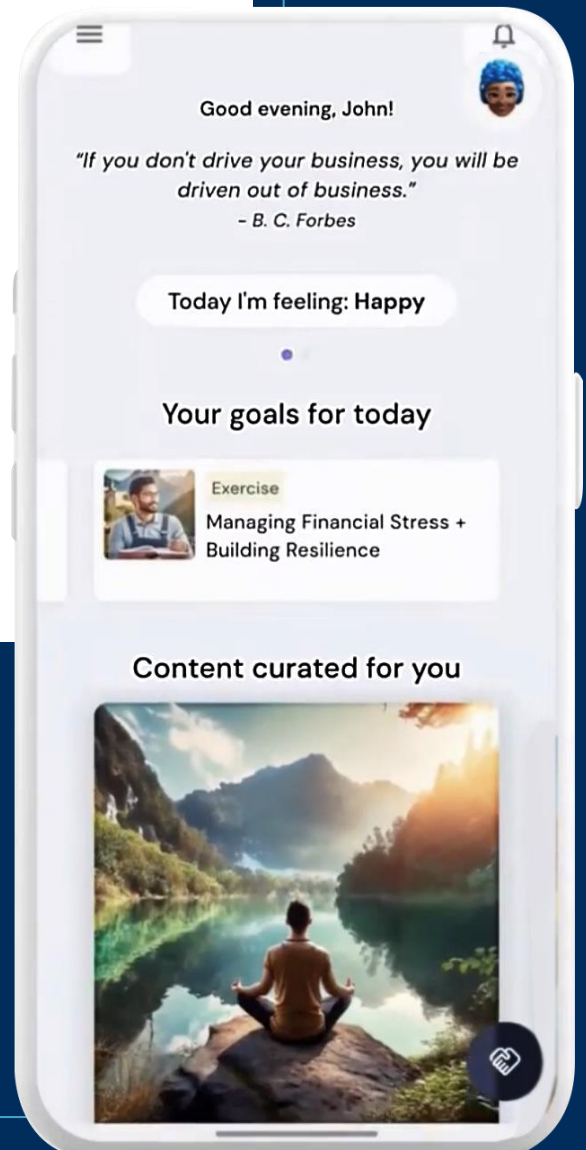 Good evening, John!
“If you don't drive your business, you will be
driven out of business.”
- B. C. Forbes
Today I'm feeling: Happy
Your goals for today
Exercise
Managing Financial Stress +
Building Resilience
Content curated for you